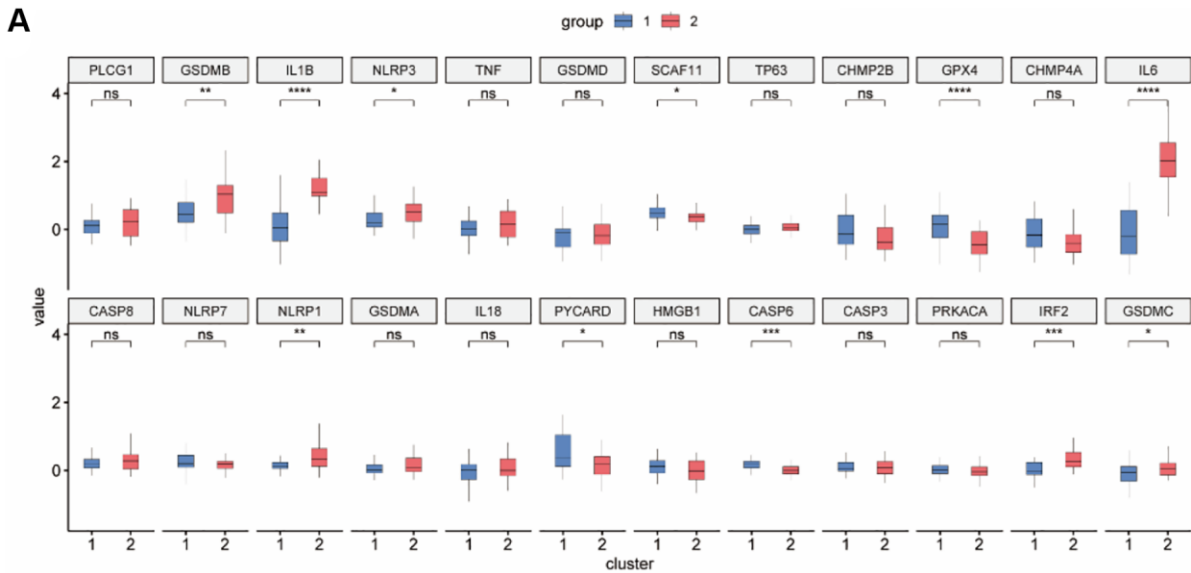 A
group 1 2
PLCG1 GSDMB IL1B NLRP3 TNF GSDMD SCAF11 TP63 CHMP2B GPX4 CHMP4A IL6
ns ** **** * ns ns * ns ns **** ns ****
4
2
0
value
CASP8 NLRP7 NLRP1 GSDMA IL18 PYCARD HMGB1 CASP6 CASP3 PRKACA IRF2 GSDMC
ns ns ** ns ns * ns *** ns ns *** *
4
2
0
1 2 1 2 1 2 1 2 1 2 1 2 1 2 1 2 1 2 1 2 1 2 1 2
cluster